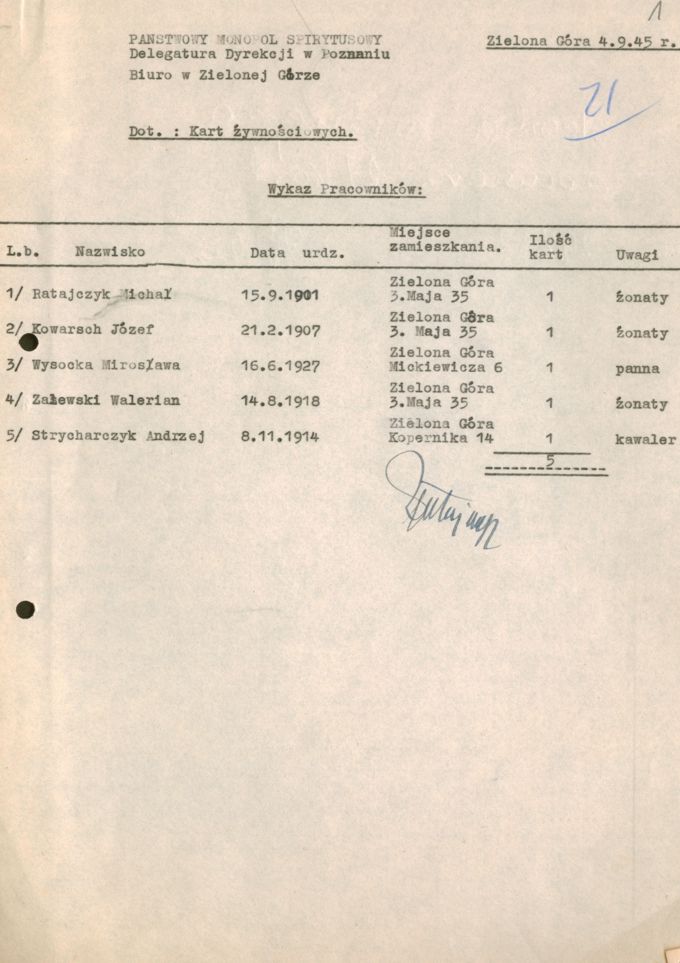 1
PANSTWOWY MONOPOL SPIRYTUSOWY
Delegatura Dyrekcji w Poznaniu
Biuro w Zielonej Górze
Zielona Góra 4.9.45 r.
21
Dot. : Kart żywnościowych.
Wykaz Pracowników:
L.b. Nazwisko Data urdz. Miejsce zamieszkania. Ilość kart Uwagi
1/ Ratajczyk Michał 15.9.1901 Zielona Góra 3.Maja 35 1 żonaty
2/ Kowarsch Józef 21.2.1907 Zielona Góra 3. Maja 35 1 żonaty
3/ Wysocka Mirosława 16.6.1927 Zielona Góra Mickiewicza 6 1 panna
4/ Zalewski Walerian 14.8.1918 Zielona Góra 3.Maja 35 1 żonaty
5/ Strycharczyk Andrzej 8.11.1914 Zielona Góra Kopernika 14 1 kawaler
5